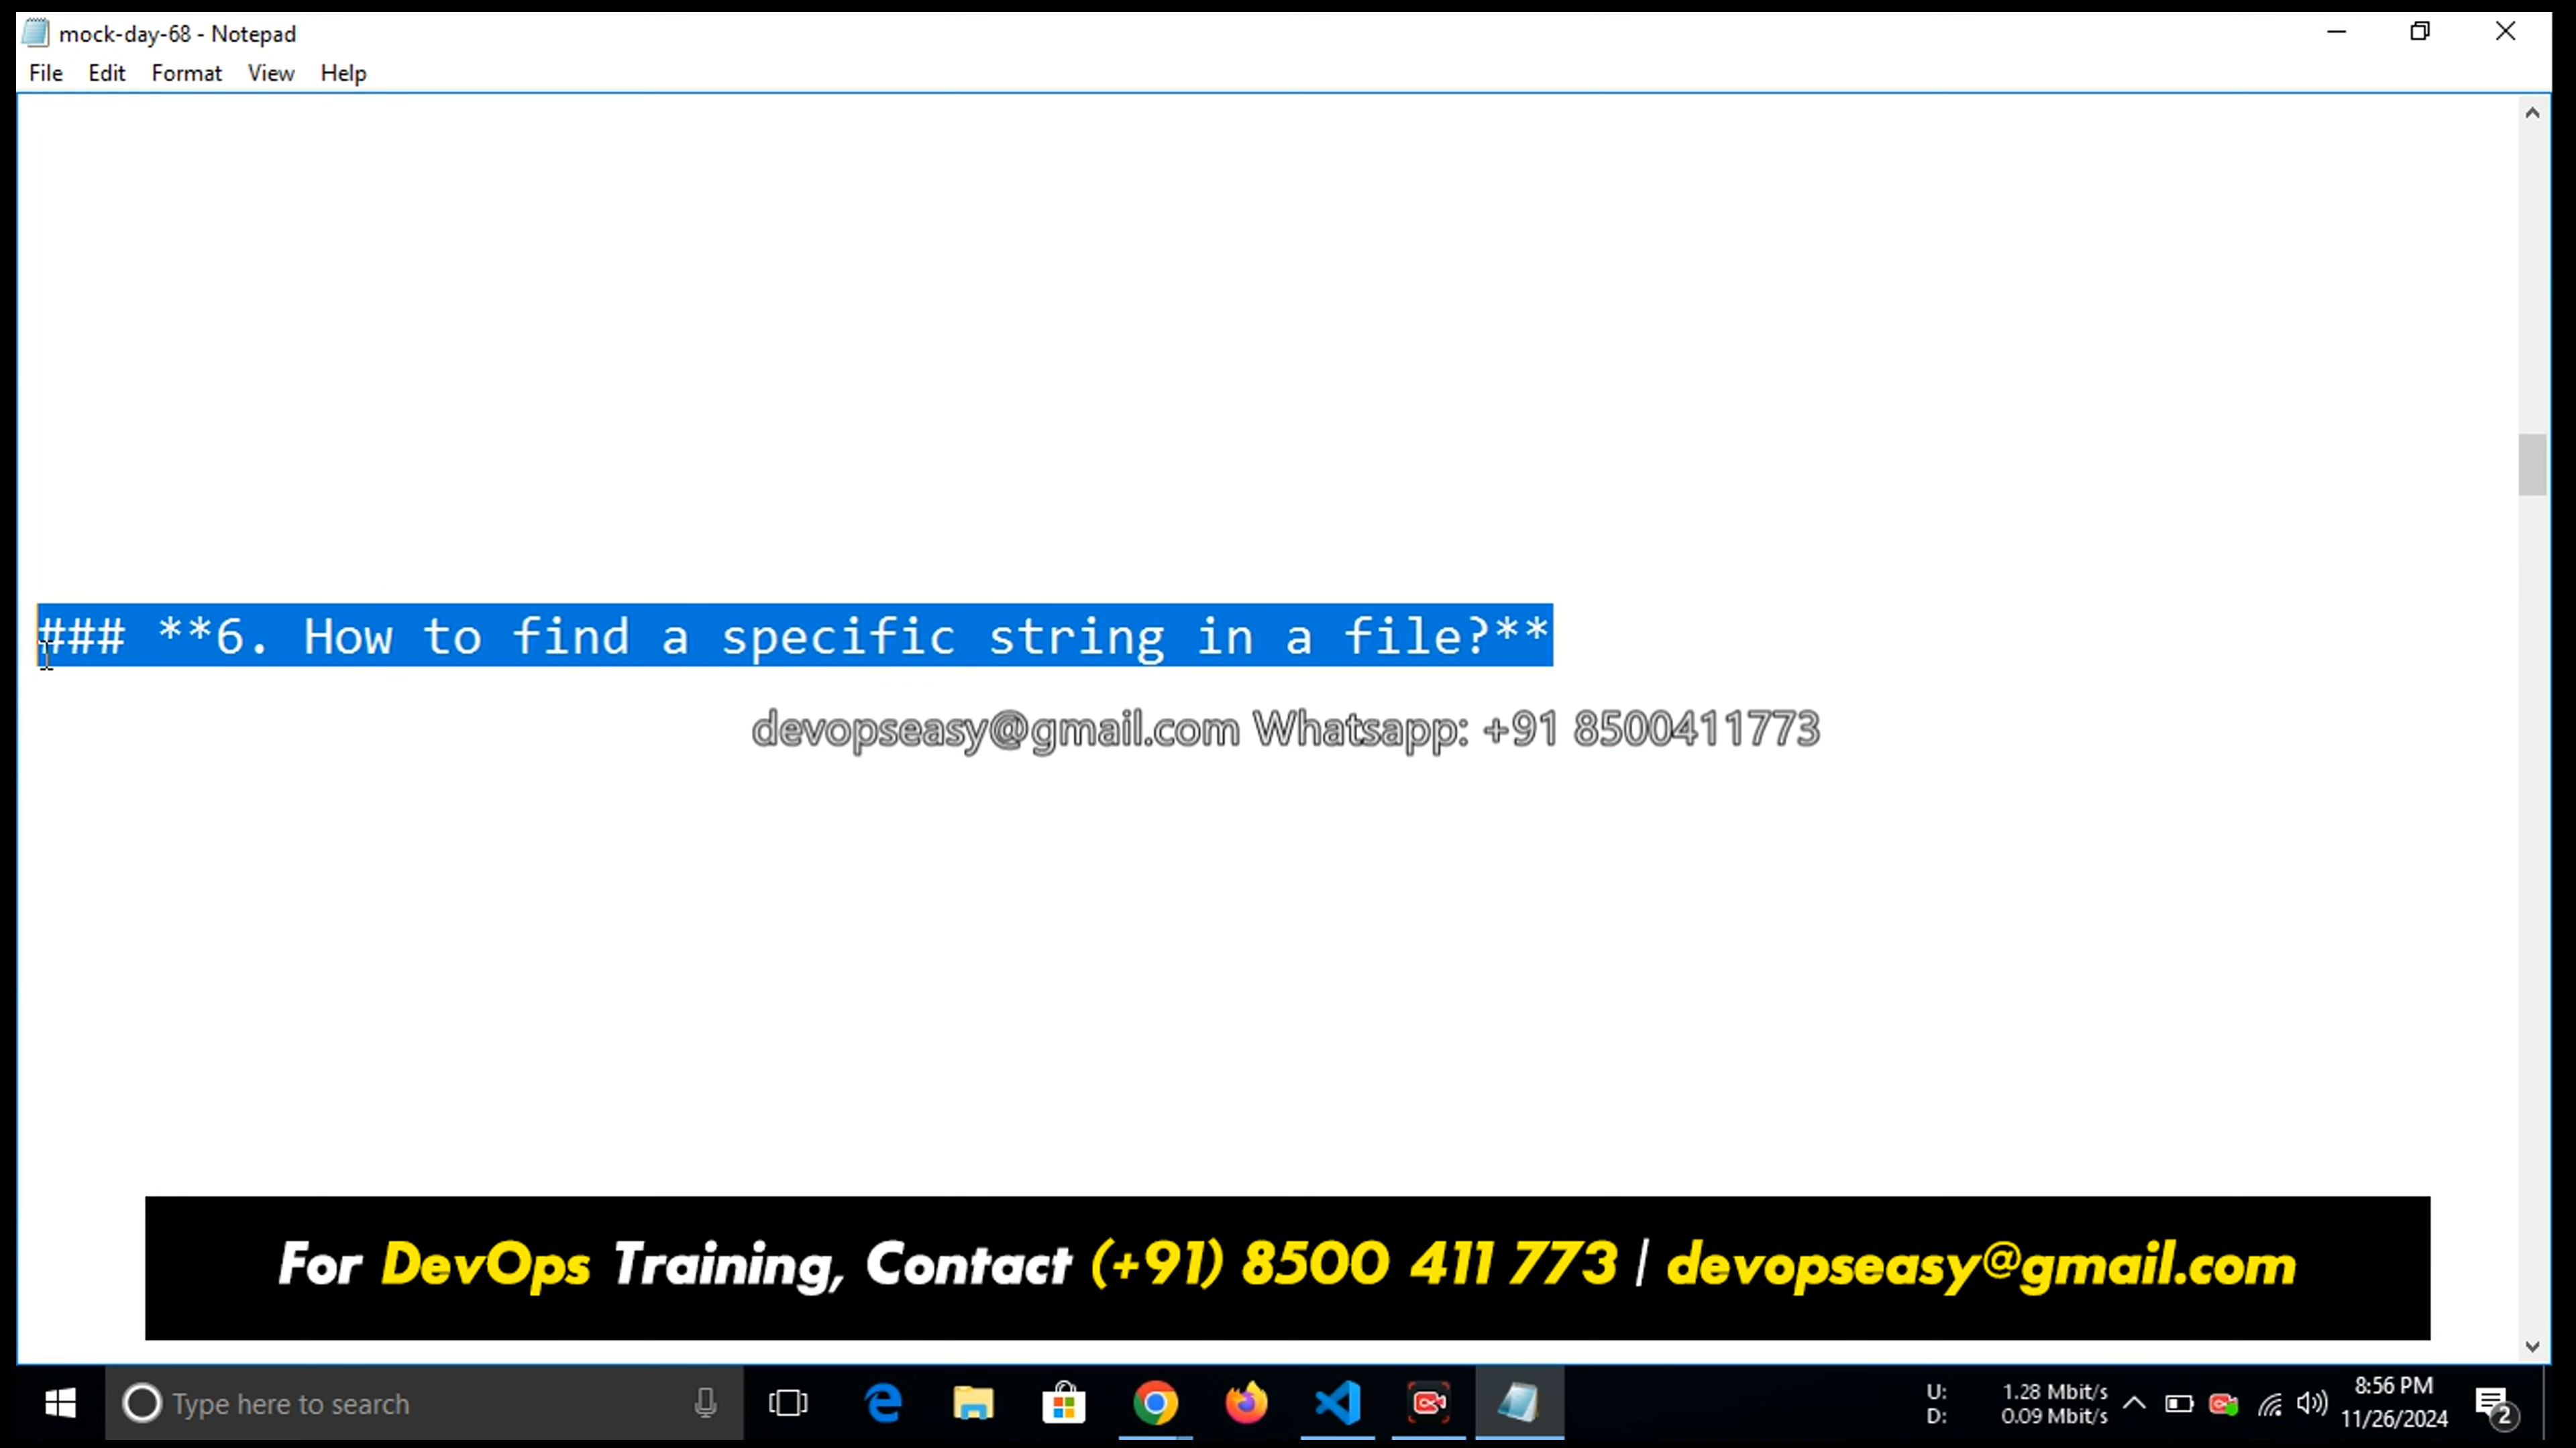 mock-day-68 - Notepad
File Edit Format View Help
### **6. How to find a specific string in a file?**
devopseasy@gmail.com Whatsapp: +91 8500411773
For DevOps Training, Contact (+91) 8500 411 773 | devopseasy@gmail.com
Type here to search
U: 1.28 Mbit/s
D: 0.09 Mbit/s
8:56 PM
11/26/2024
2